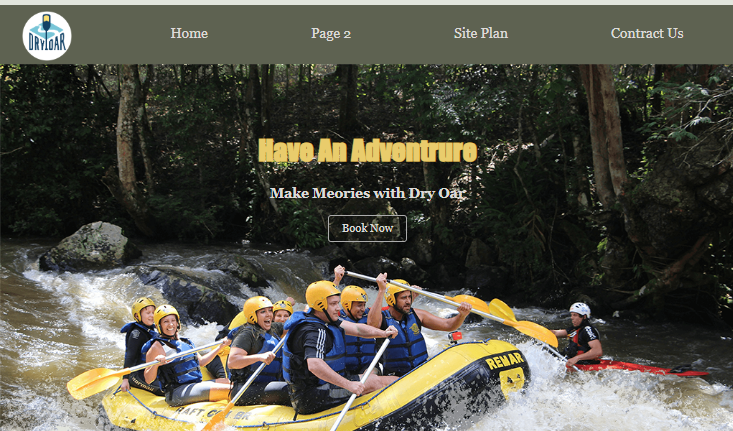 DRYOAR
Home
Page 2
Site Plan
Contract Us
Have An Adventrure
Make Meories with Dry Oar
Book Now
REMAR
RAFT